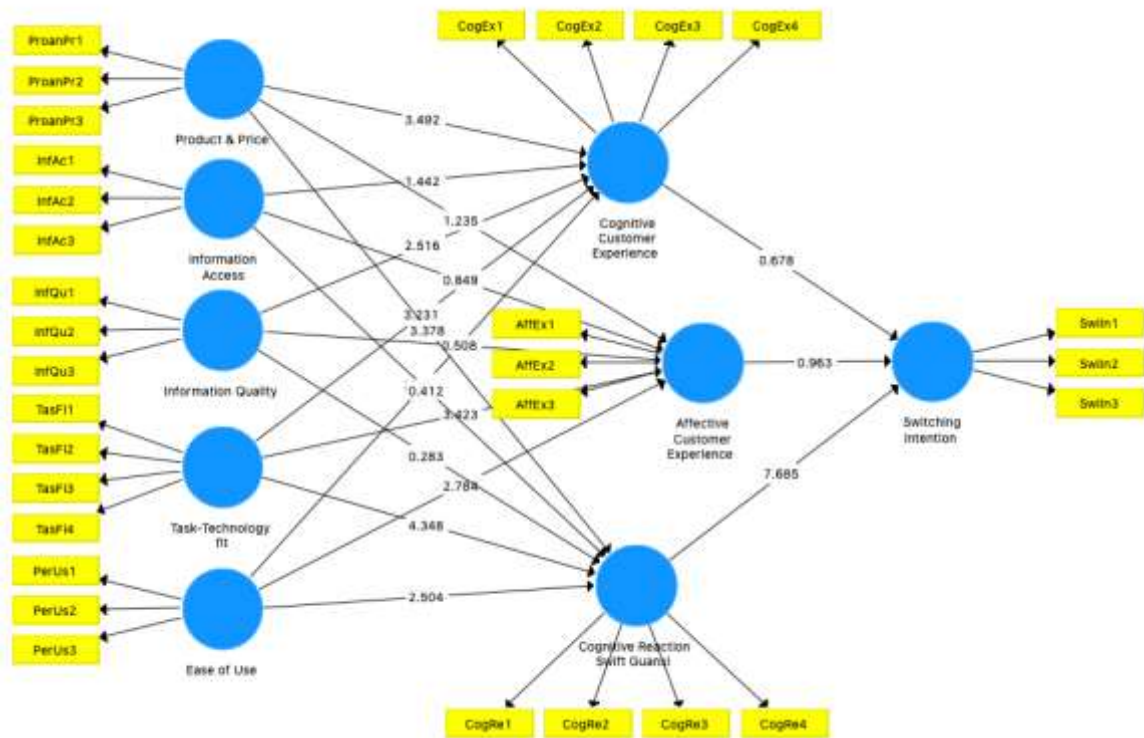 ProanPr1
ProanPr2
ProanPr3
Product & Price
InfAc1
InfAc2
InfAc3
Information
Access
InfQu1
InfQu2
InfQu3
Information Quality
TasFi1
TasFi2
TasFi3
TasFi4
Task-Technology
fit
PerUs1
PerUs2
PerUs3
Ease of Use
3.492
1.442
1.235
2.516
0.849
3.231
3.378
0.508
0.412
3.423
0.283
2.784
4.348
2.504
CogEx1
CogEx2
CogEx3
CogEx4
Cognitive
Customer
Experience
AffEx1
AffEx2
AffEx3
Affective
Customer
Experience
Cognitive Reaction
Swift Guanxi
CogRe1
CogRe2
CogRe3
CogRe4
0.678
0.963
7.685
Switching
Intention
SwiIn1
SwiIn2
SwiIn3